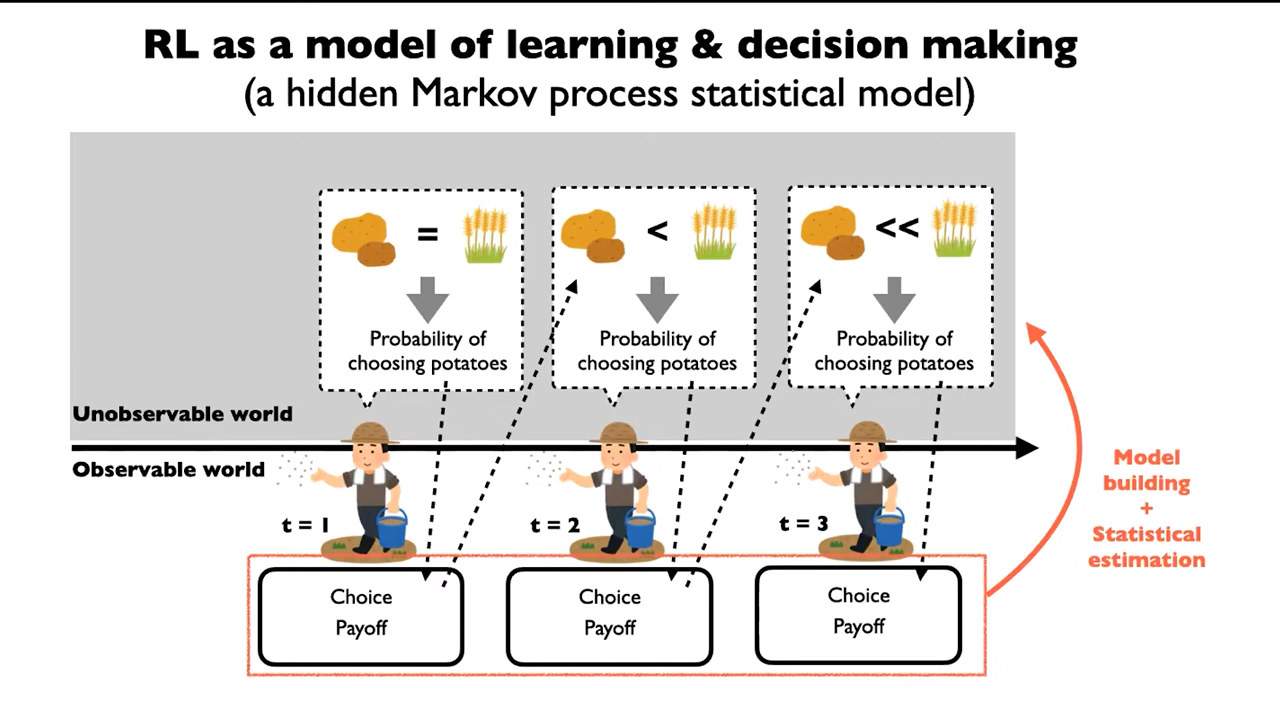 RL as a model of learning & decision making
(a hidden Markov process statistical model)
=
<
<<
Probability of
choosing potatoes
Probability of
choosing potatoes
Probability of
choosing potatoes
Unobservable world
Observable world
t = 1
t = 2
t = 3
Choice
Payoff
Choice
Payoff
Choice
Payoff
Model
building
+
Statistical
estimation